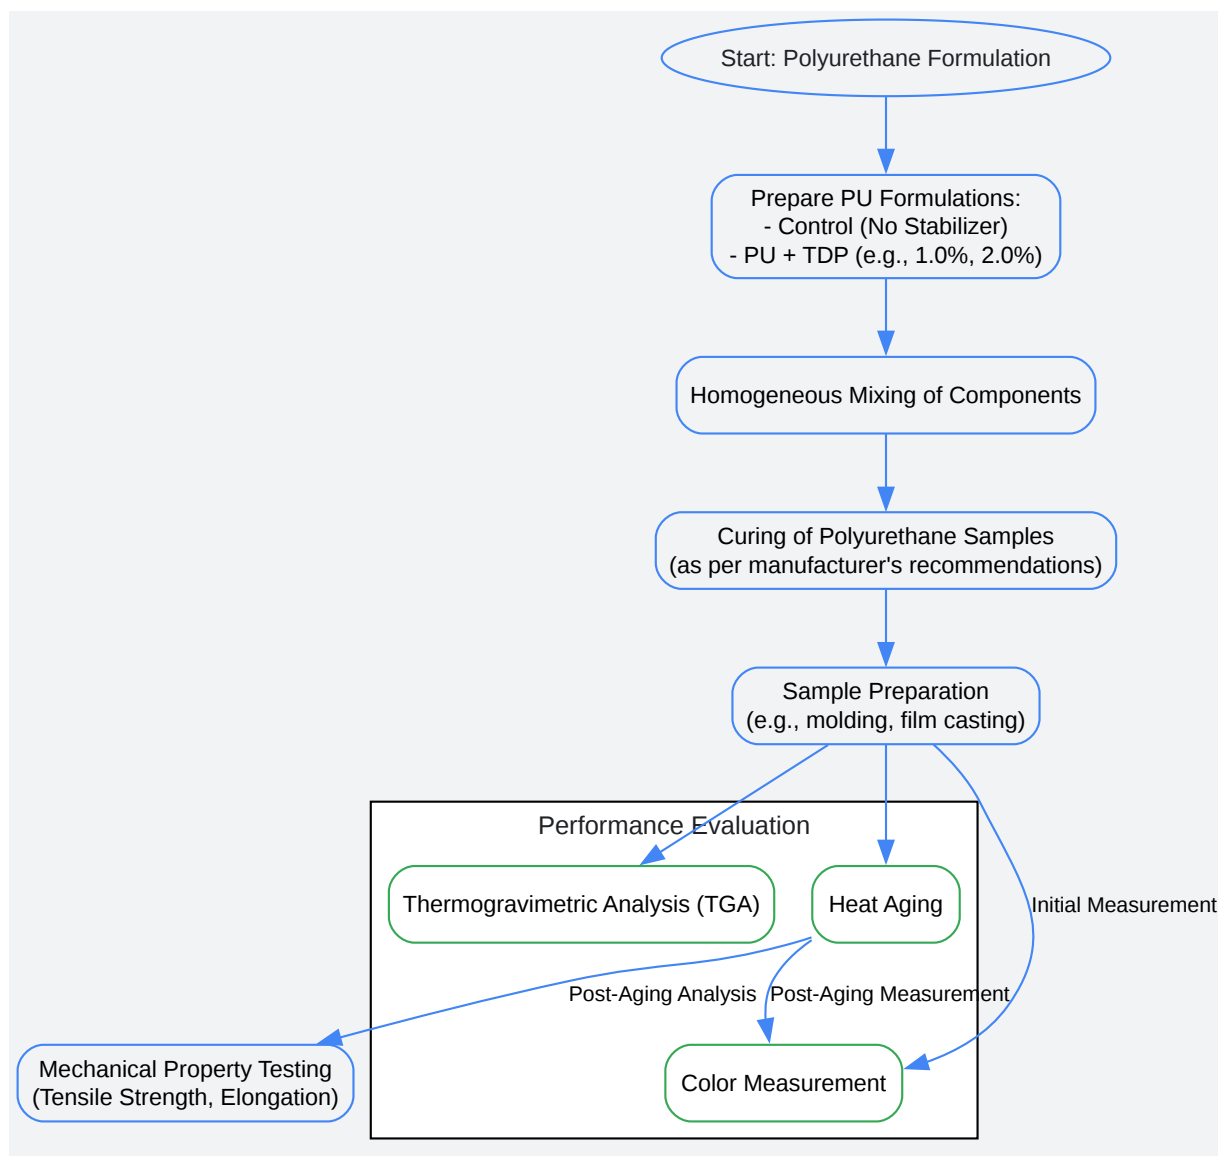 Start: Polyurethane Formulation
Prepare PU Formulations:
- Control (No Stabilizer)
- PU + TDP (e.g., 1.0%, 2.0%)
Homogeneous Mixing of Components
Curing of Polyurethane Samples
(as per manufacturer's recommendations)
Sample Preparation
(e.g., molding, film casting)
Performance Evaluation
Thermogravimetric Analysis (TGA)
Heat Aging
Initial Measurement
Post-Aging Analysis
Post-Aging Measurement
Mechanical Property Testing
(Tensile Strength, Elongation)
Color Measurement